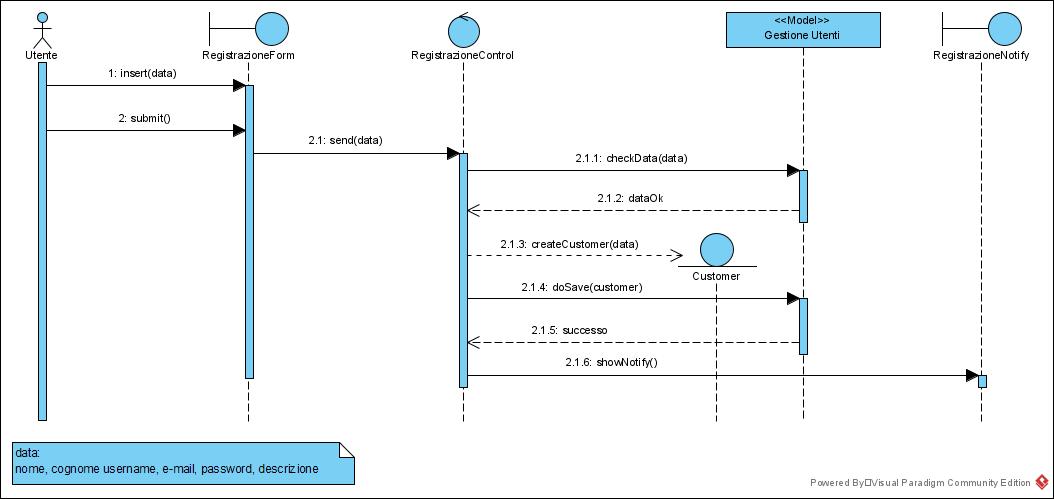 <<Model>>
Gestione Utenti
Utente
RegistrazioneForm
RegistrazioneControl
RegistrazioneNotify
1: insert(data)
2: submit()
2.1: send(data)
2.1.1: checkData(data)
2.1.2: dataOk
2.1.3: createCustomer(data)
Customer
2.1.4: doSave(customer)
2.1.5: successo
2.1.6: showNotify()
data:
nome, cognome username, e-mail, password, descrizione
Powered By□Visual Paradigm Community Edition